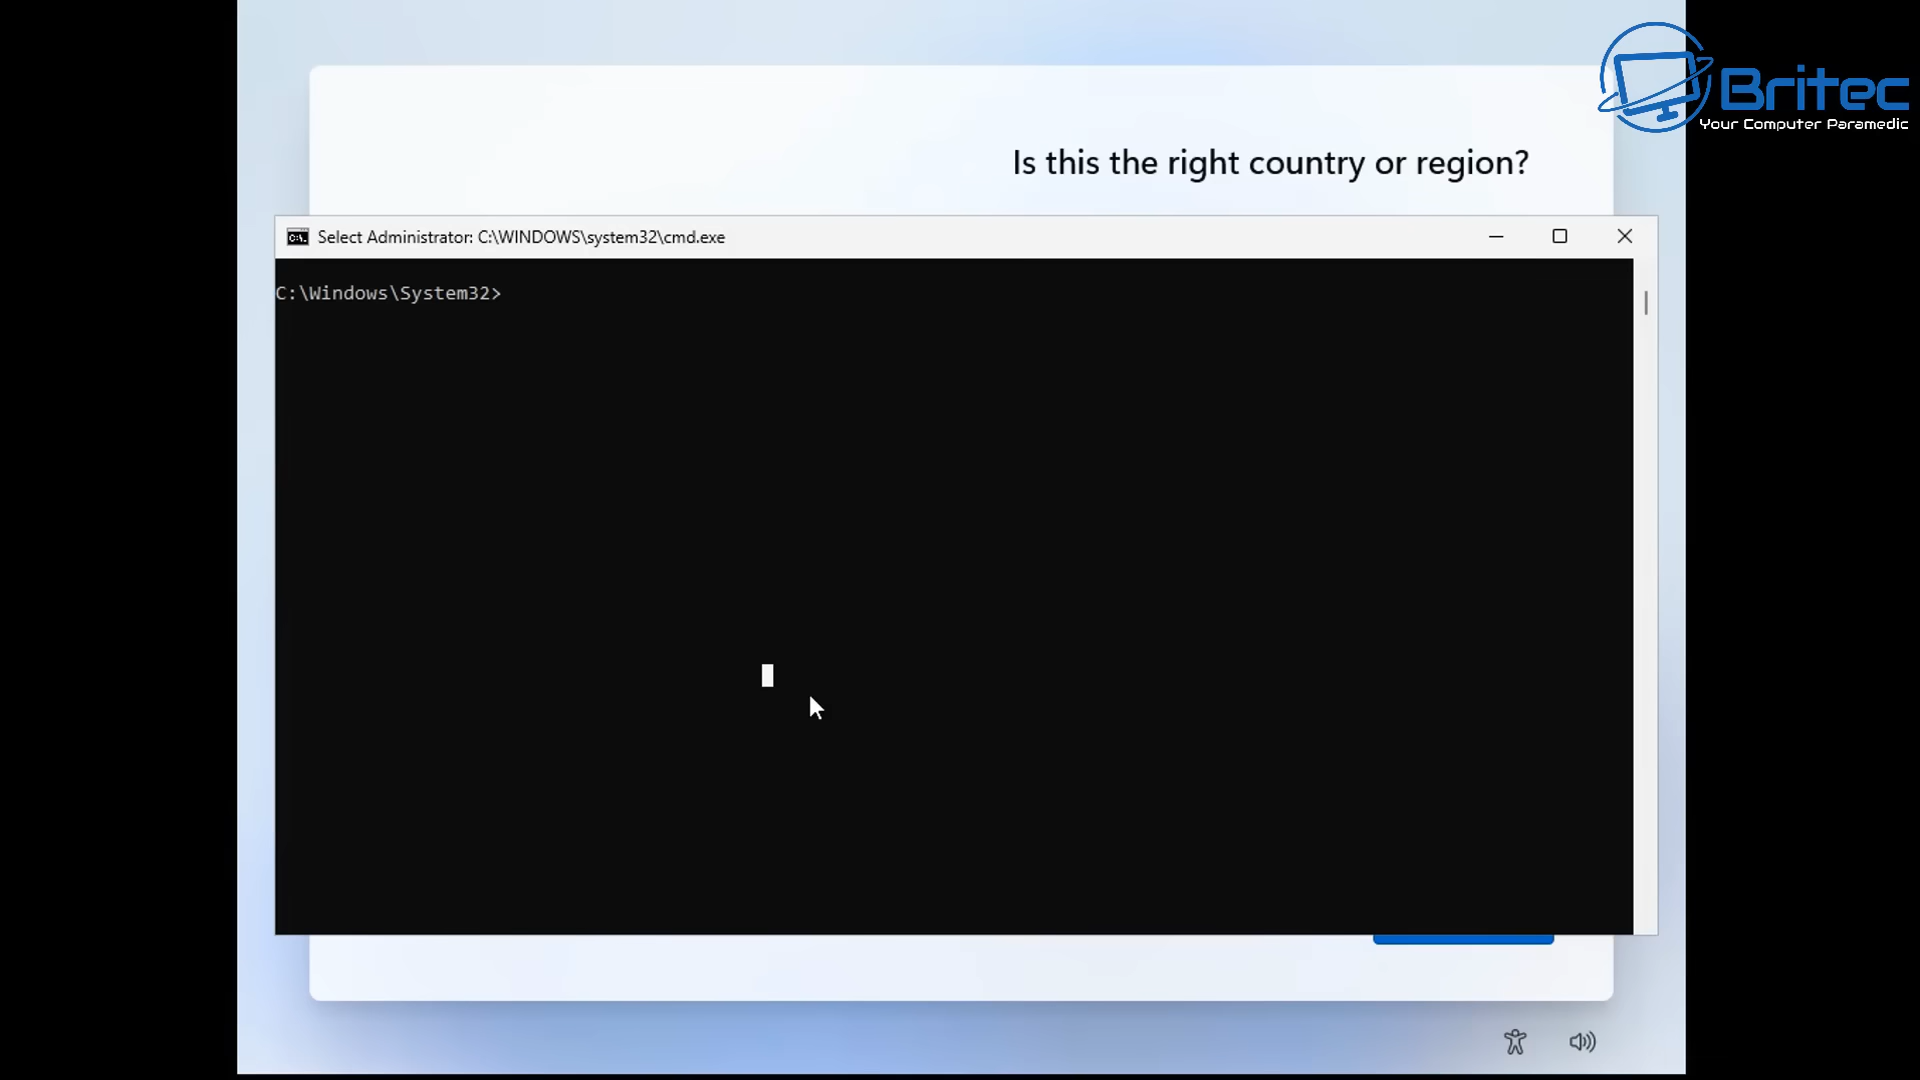 Britec
Your Computer Paramedic
Is this the right country or region?
Select Administrator: C:\WINDOWS\system32\cmd.exe
C:\Windows\System32>